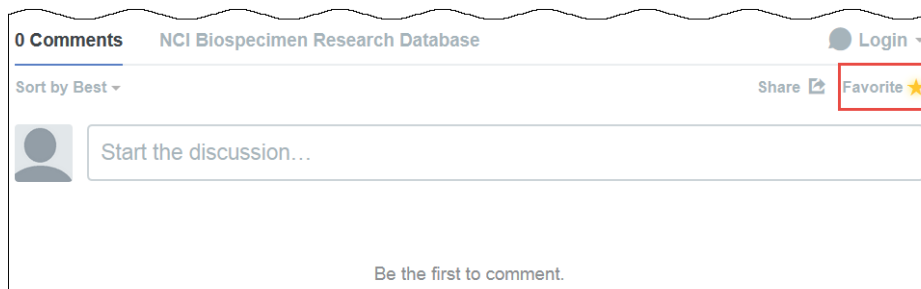 0 Comments NCI Biospecimen Research Database Login
Sort by Best Share Favorite
Start the discussion…
Be the first to comment.